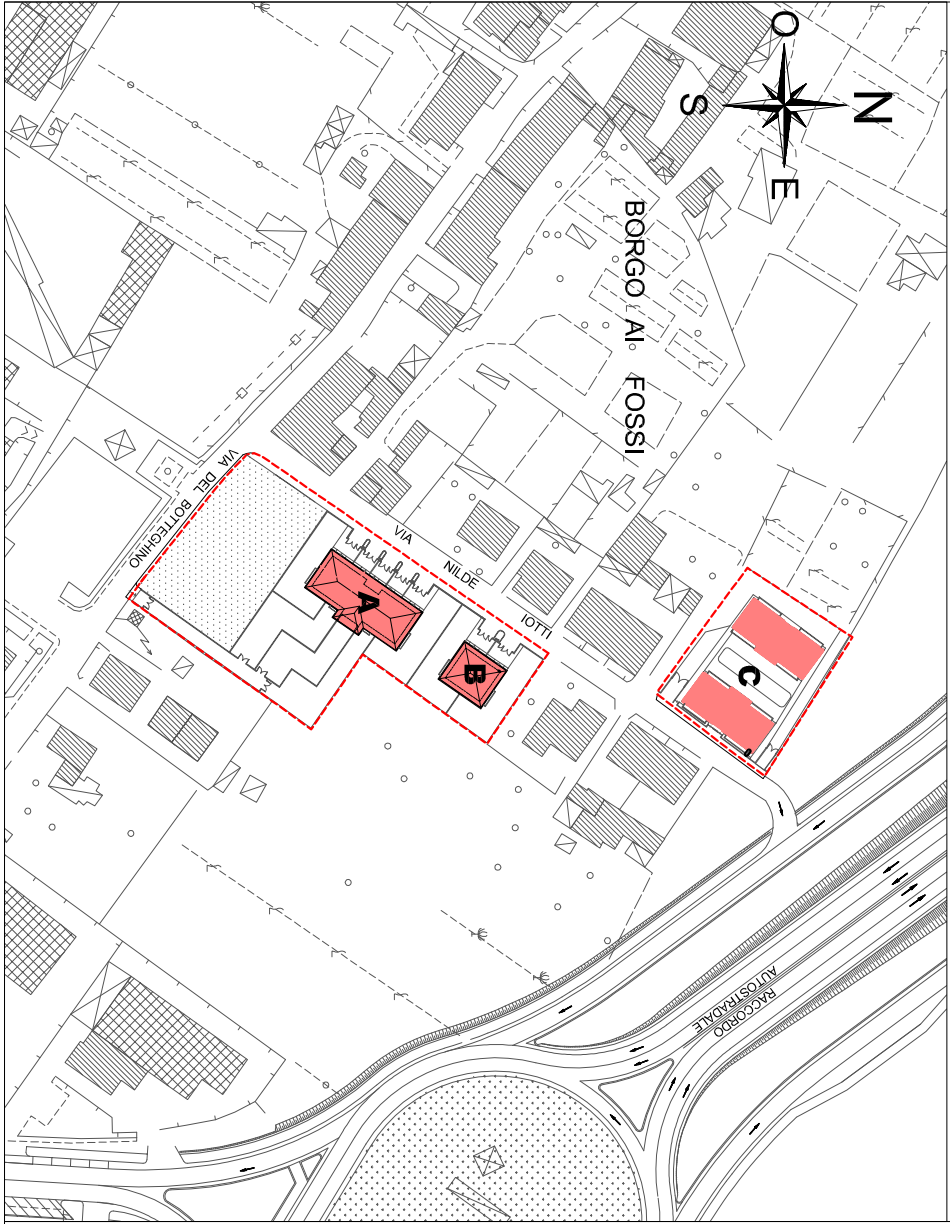 O
N
S
E
BORGO AI FOSSI
VIA DEL BOTTEGHINO
VIA NILDE IOTTI
A
B
C
RACCORDO
AUTOSTRADALE